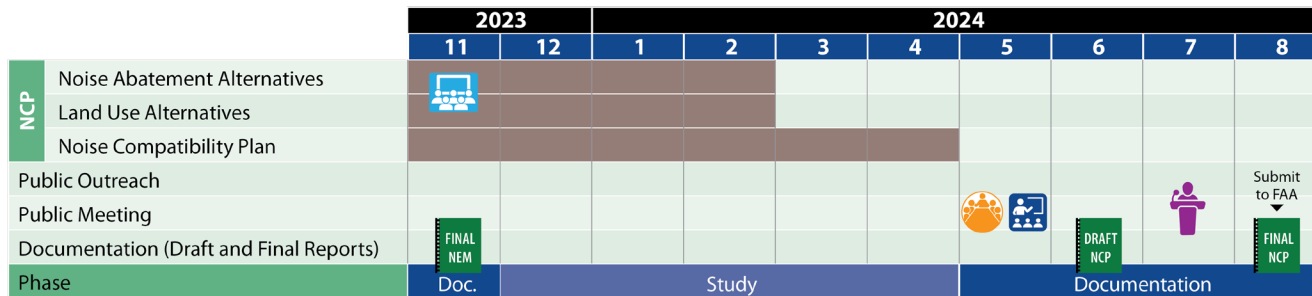 2023 2024
11 12 1 2 3 4 5 6 7 8
NCP
Noise Abatement Alternatives
Land Use Alternatives
Noise Compatibility Plan
Public Outreach
Submit
to FAA
Public Meeting
Documentation (Draft and Final Reports)
FINAL
NEM
DRAFT
NCP
FINAL
NCP
Phase Doc. Study Documentation